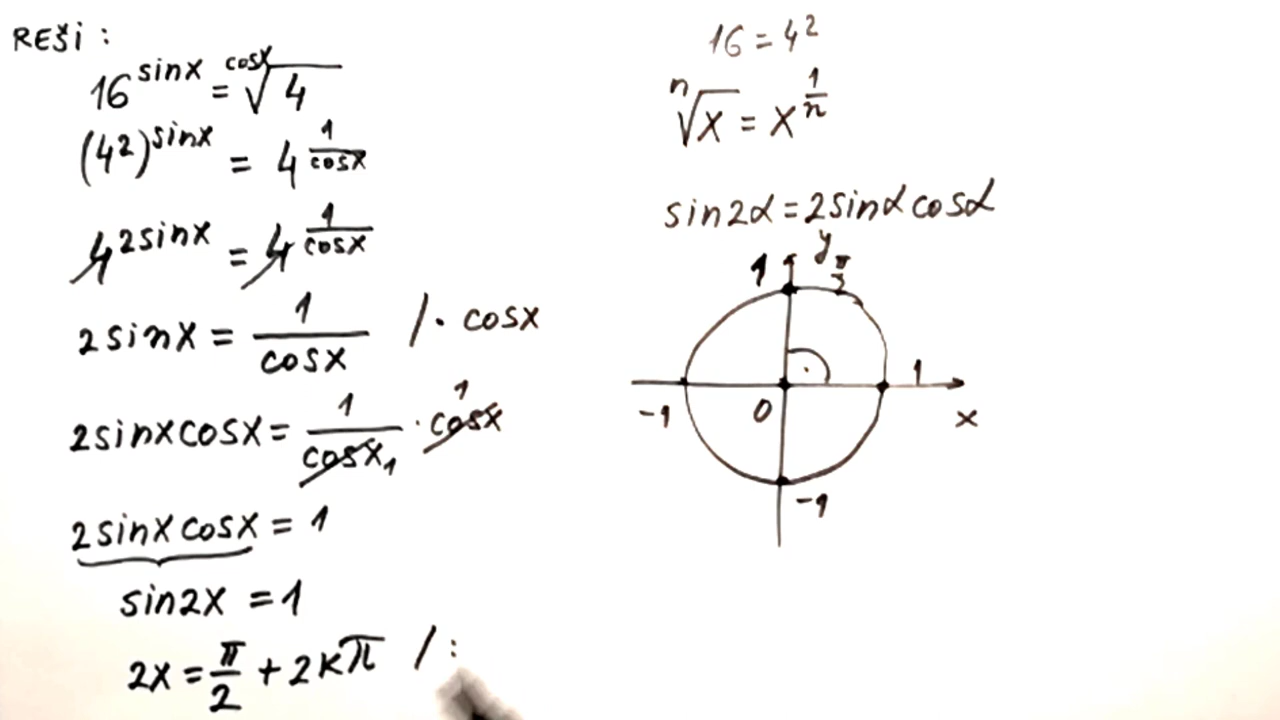 REŠi :
16^sinx = cosx√4
(4²)^sinx = 4^(1/cosx)
4^2sinx = 4^(1/cosx)
2sinx = 1/cosx /· cosx
2sinxcosx = 1/cosx₁ · cosx 1
2sinxcosx = 1
sin2x = 1
2x = π/2 + 2kπ / :
16 = 4²
n√x = x^(1/n)
sin2α = 2sinαcosα
1 y
-1 0 1 x
-1